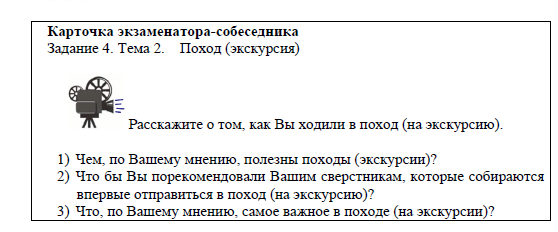 Карточка экзаменатора-собеседника
Задание 4. Тема 2. Поход (экскурсия)
Расскажите о том, как Вы ходили в поход (на экскурсию).
1) Чем, по Вашему мнению, полезны походы (экскурсии)?
2) Что бы Вы порекомендовали Вашим сверстникам, которые собираются
впервые отправиться в поход (на экскурсию)?
3) Что, по Вашему мнению, самое важное в походе (на экскурсии)?